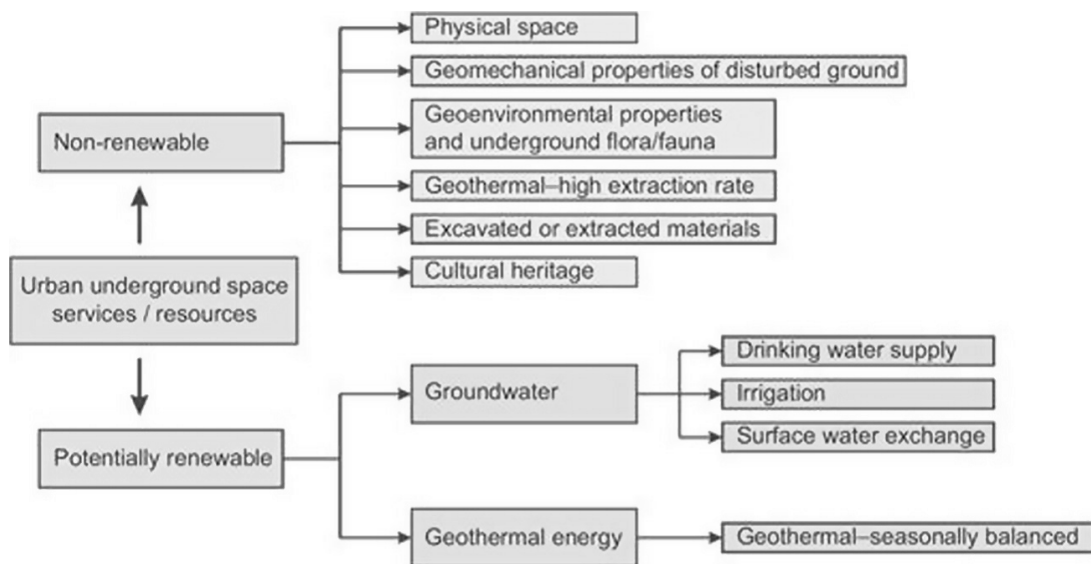 Physical space
Geomechanical properties of disturbed ground
Geoenvironmental properties
and underground flora/fauna
Non-renewable
Geothermal–high extraction rate
Excavated or extracted materials
Cultural heritage
Urban underground space
services / resources
Drinking water supply
Groundwater
Irrigation
Surface water exchange
Potentially renewable
Geothermal energy
Geothermal–seasonally balanced